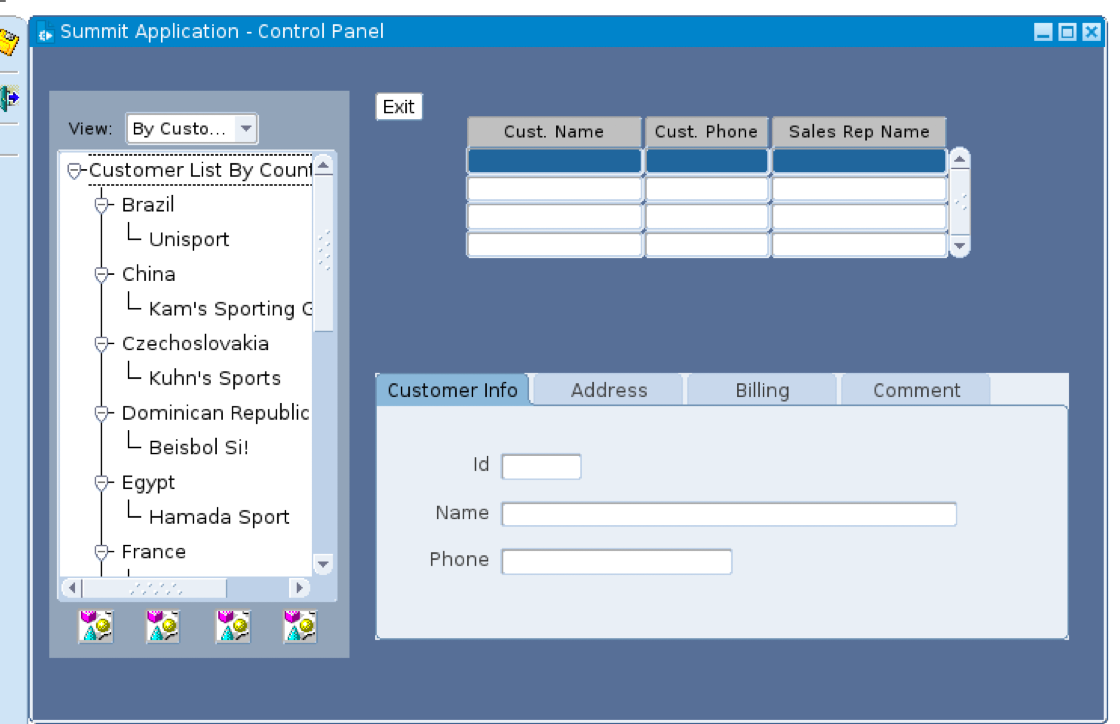 Summit Application - Control Panel
View: By Custo...
Exit
Cust. Name Cust. Phone Sales Rep Name
Customer List By Count
Brazil
Unisport
China
Kam's Sporting G
Czechoslovakia
Kuhn's Sports
Dominican Republic
Beisbol Si!
Egypt
Hamada Sport
France
Customer Info Address Billing Comment
Id
Name
Phone